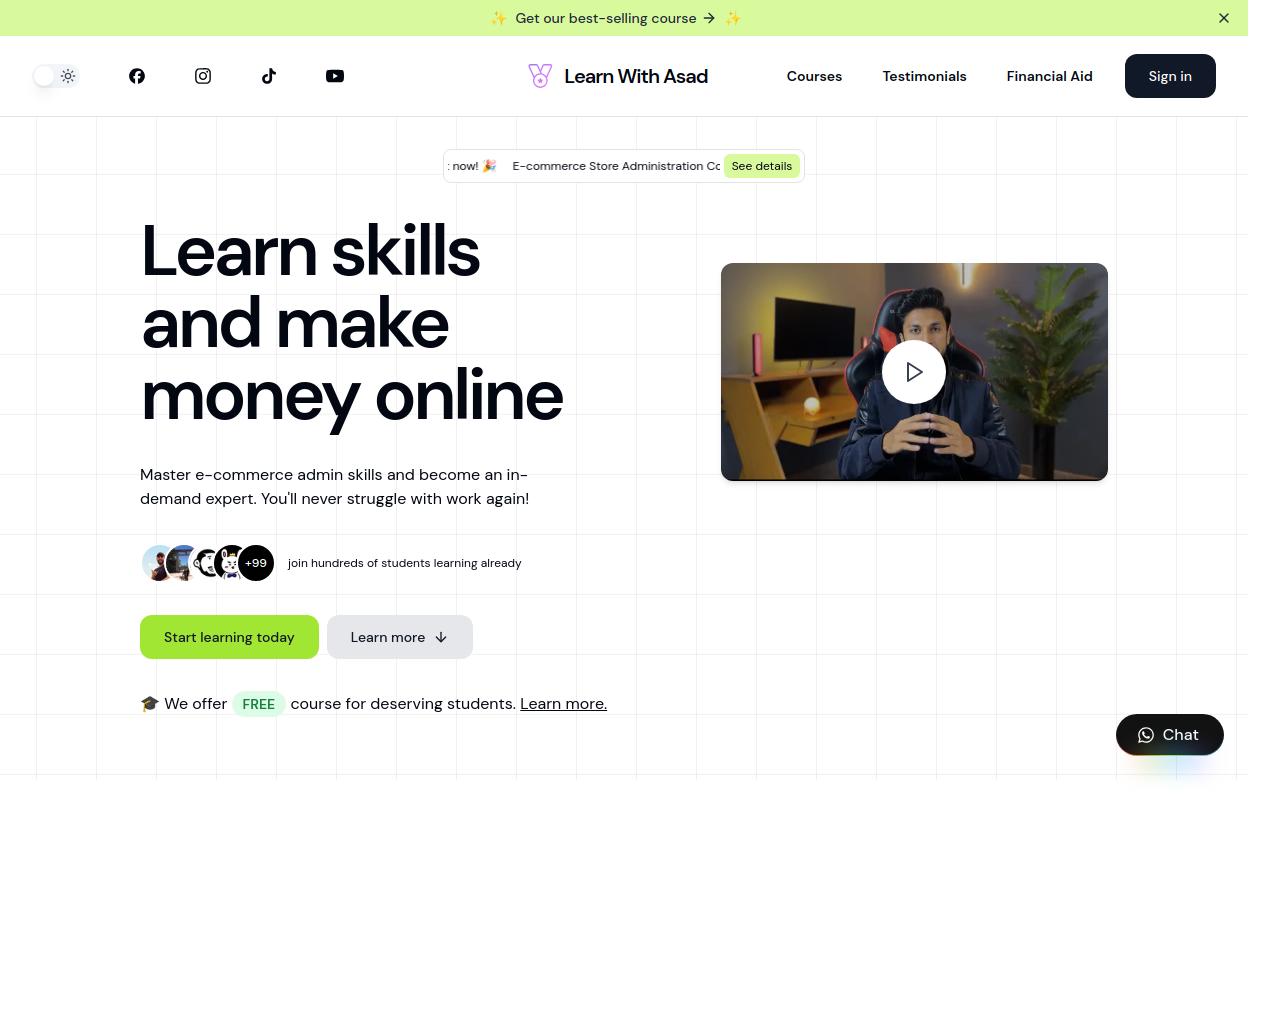 ✨ Get our best-selling course → ✨
Learn With Asad
Courses
Testimonials
Financial Aid
Sign in
: now! 🎉 E-commerce Store Administration Co
See details
Learn skills
and make
money online
Master e-commerce admin skills and become an in-
demand expert. You'll never struggle with work again!
+99
join hundreds of students learning already
Start learning today
Learn more ↓
🎓 We offer FREE course for deserving students. Learn more.
Chat